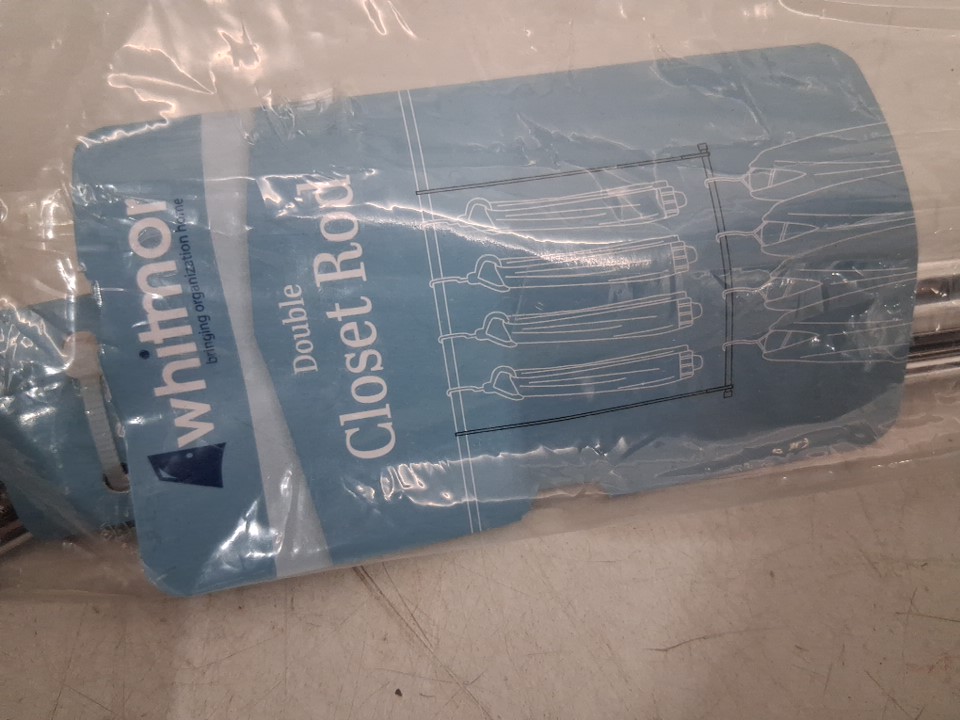 whitmor
bringing organization home
Double
Closet Rod